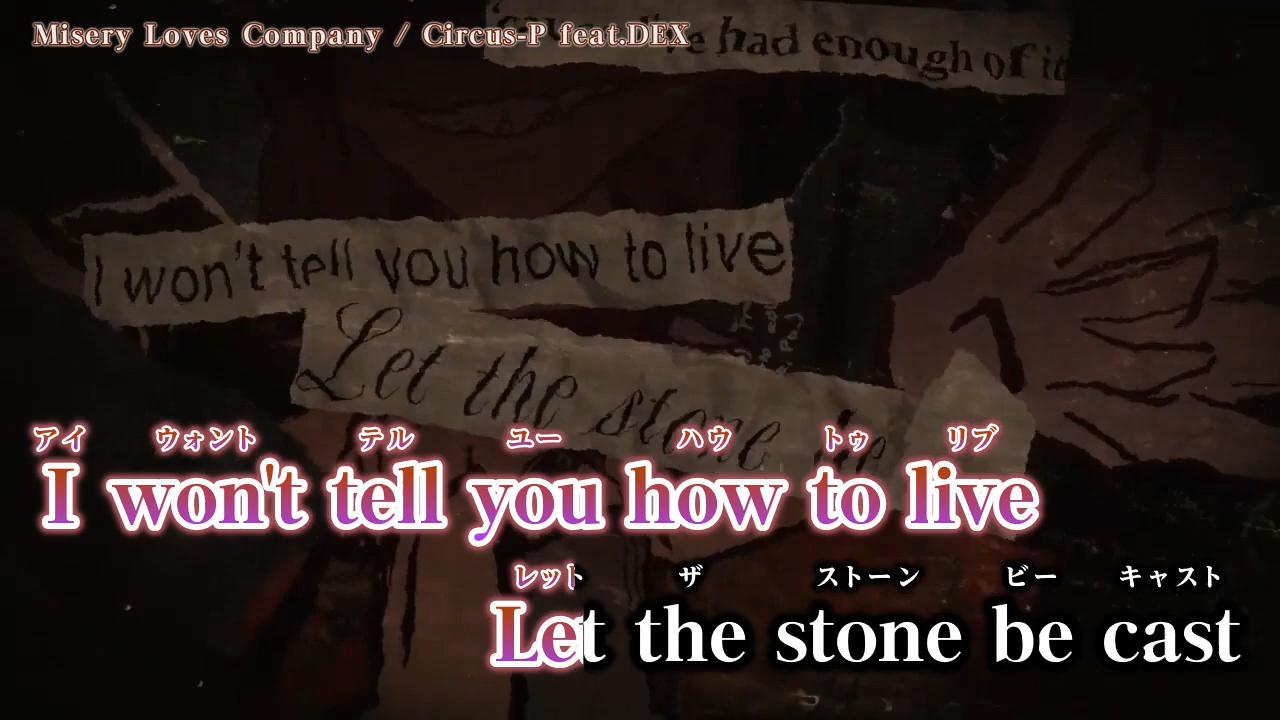 Misery Loves Company / Circus-P feat.DEX
've had enough of it
I won't tell you how to live
Let the stone be
アイ ウォント テル ユー ハウ トゥ リブ
I won't tell you how to live
レット ザ ストーン ビー キャスト
Let the stone be cast